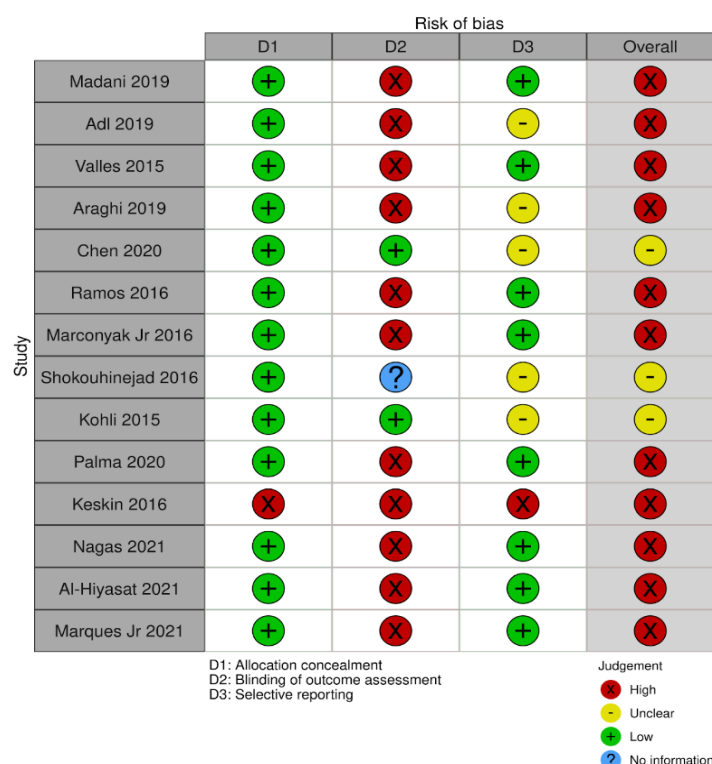 Risk of bias
D1 D2 D3 Overall
Study
Madani 2019 + X + X
Adl 2019 + X - X
Valles 2015 + X + X
Araghi 2019 + X - X
Chen 2020 + + - -
Ramos 2016 + X + X
Marconyak Jr 2016 + X + X
Shokouhinejad 2016 + ? - -
Kohli 2015 + + - -
Palma 2020 + X + X
Keskin 2016 X X X X
Nagas 2021 + X + X
Al-Hiyasat 2021 + X + X
Marques Jr 2021 + X + X
D1: Allocation concealment
D2: Blinding of outcome assessment
D3: Selective reporting
Judgement
X High
- Unclear
+ Low
? No information